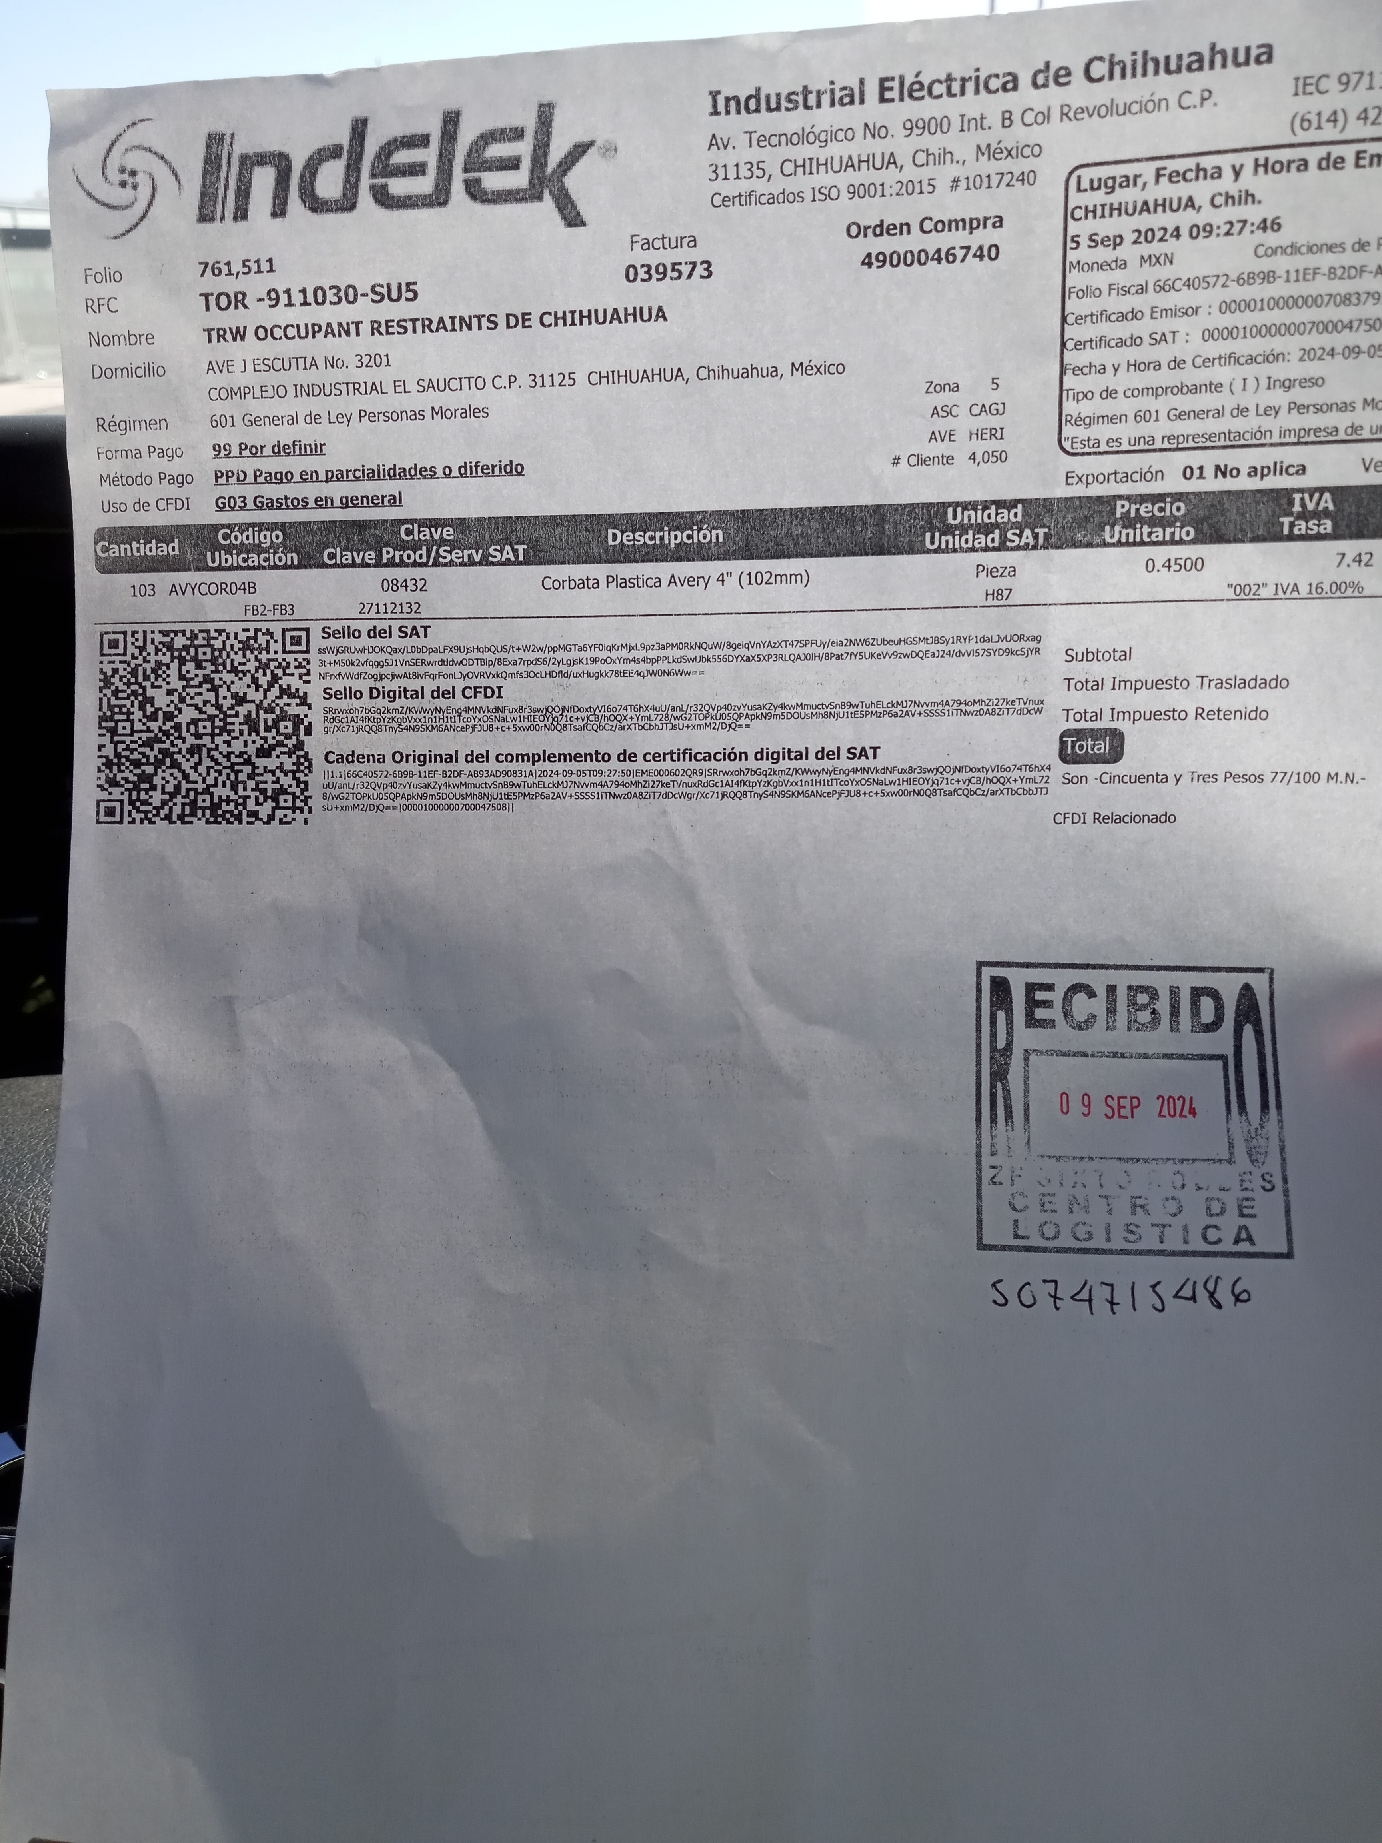 Indelek®
Industrial Eléctrica de Chihuahua
Av. Tecnológico No. 9900 Int. B Col Revolución C.P.
31135, CHIHUAHUA, Chih., México
Certificados ISO 9001:2015 #1017240
IEC 971
(614) 42
Folio 761,511
Factura
039573
Orden Compra
4900046740
RFC TOR -911030-SU5
Nombre TRW OCCUPANT RESTRAINTS DE CHIHUAHUA
Domicilio AVE J ESCUTIA No. 3201
COMPLEJO INDUSTRIAL EL SAUCITO C.P. 31125 CHIHUAHUA, Chihuahua, México
Régimen 601 General de Ley Personas Morales
Forma Pago 99 Por definir
Método Pago PPD Pago en parcialidades o diferido
Uso de CFDI G03 Gastos en general
Zona 5
ASC CAGJ
AVE HERI
# Cliente 4,050
Lugar, Fecha y Hora de Em
CHIHUAHUA, Chih.
5 Sep 2024 09:27:46
Moneda MXN Condiciones de
Folio Fiscal 66C40572-6B9B-11EF-B2DF-A
Certificado Emisor : 00001000000708379
Certificado SAT : 0000100000070004750
Fecha y Hora de Certificación: 2024-09-05
Tipo de comprobante ( I ) Ingreso
Régimen 601 General de Ley Personas Mo
"Esta es una representación impresa de un
Exportación 01 No aplica Ve
Cantidad Código Ubicación Clave Clave Prod/Serv SAT Descripción Unidad Unidad SAT Precio Unitario IVA Tasa
103 AVYCOR04B 08432 Corbata Plastica Avery 4" (102mm) Pieza 0.4500 7.42
FB2-FB3 27112132 H87 "002" IVA 16.00%
Sello del SAT
Sello Digital del CFDI
Cadena Original del complemento de certificación digital del SAT
Subtotal
Total Impuesto Trasladado
Total Impuesto Retenido
Total
Son -Cincuenta y Tres Pesos 77/100 M.N.-
CFDI Relacionado
RECIBIDO
09 SEP 2024
CENTRO DE
LOGISTICA
5074715486